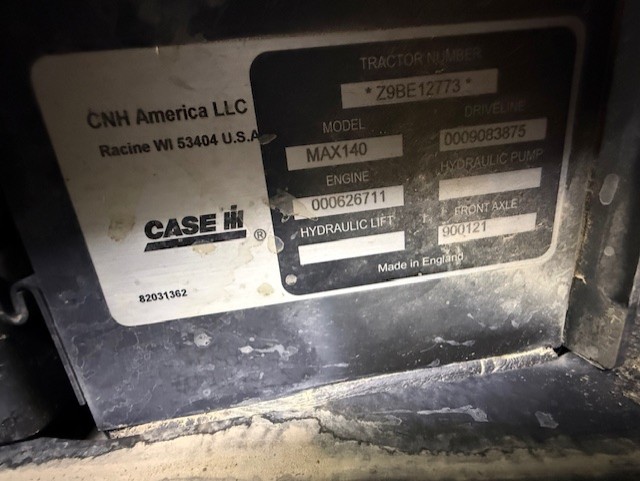 CNH America LLC
Racine WI 53404 U.S.A
CASE IH ®
82031362
TRACTOR NUMBER
* Z9BE12773 *
MODEL
MAX140
DRIVELINE
0009083875
ENGINE
000626711
HYDRAULIC PUMP
HYDRAULIC LIFT
FRONT AXLE
900121
Made in England